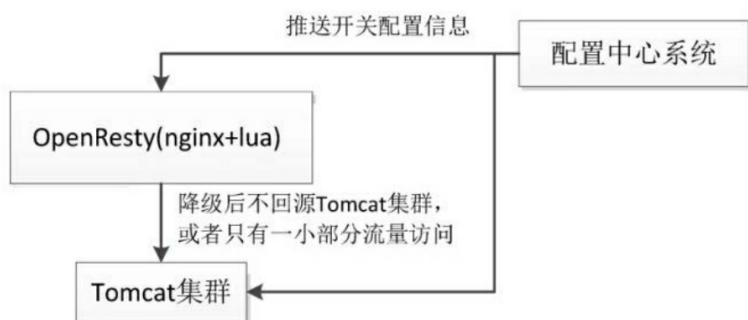 推送开关配置信息
配置中心系统
OpenResty(nginx+lua)
降级后不回源Tomcat集群，
或者只有一小部分流量访问
Tomcat集群